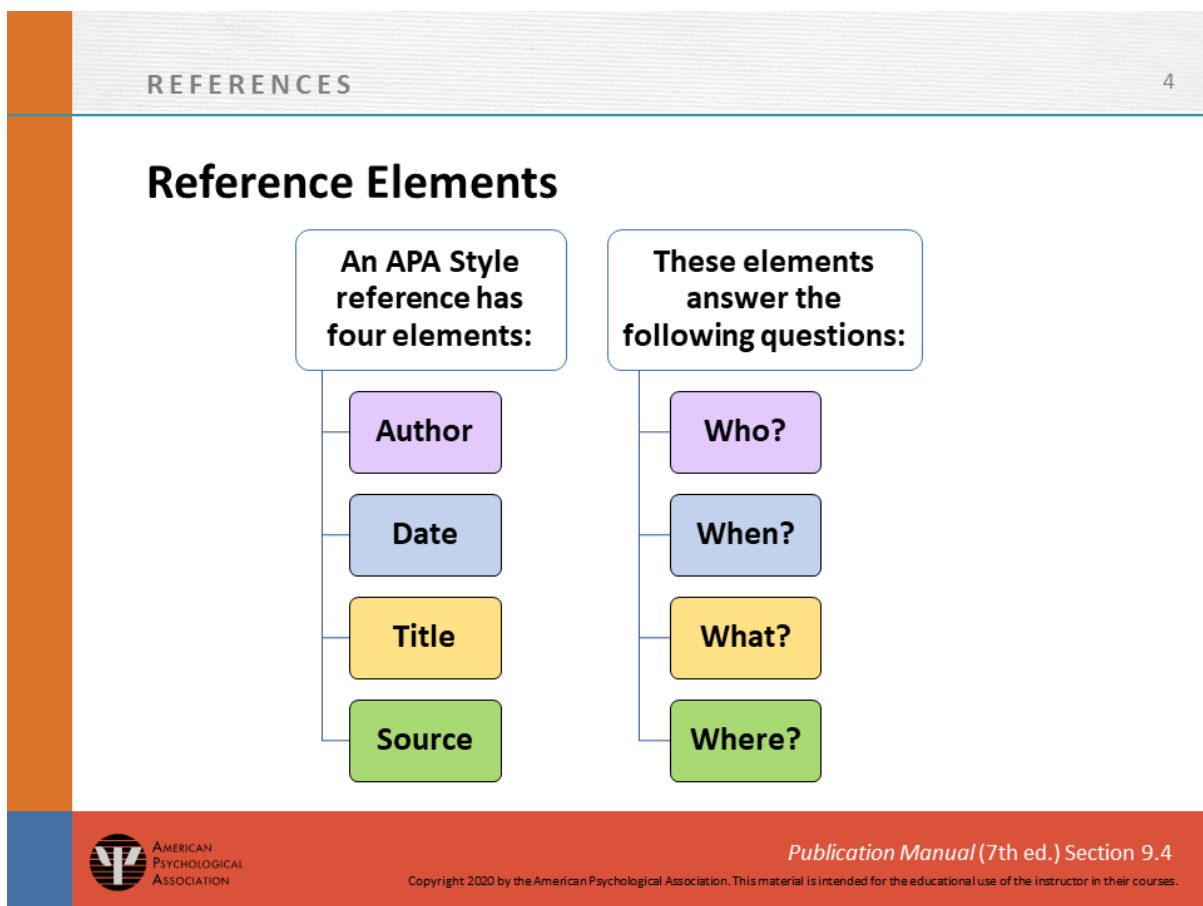 REFERENCES
4
Reference Elements
An APA Style
reference has
four elements:
Author
Date
Title
Source
These elements
answer the
following questions:
Who?
When?
What?
Where?
AMERICAN
PSYCHOLOGICAL
ASSOCIATION
Publication Manual (7th ed.) Section 9.4
Copyright 2020 by the American Psychological Association. This material is intended for the educational use of the instructor in their courses.